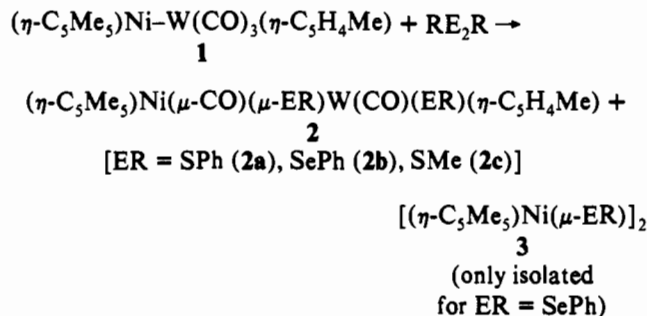 (η-C₅Me₅)Ni–W(CO)₃(η-C₅H₄Me) + RE₂R →
1
(η-C₅Me₅)Ni(μ-CO)(μ-ER)W(CO)(ER)(η-C₅H₄Me) +
2
[ER = SPh (2a), SePh (2b), SMe (2c)]
[(η-C₅Me₅)Ni(μ-ER)]₂
3
(only isolated
for ER = SePh)